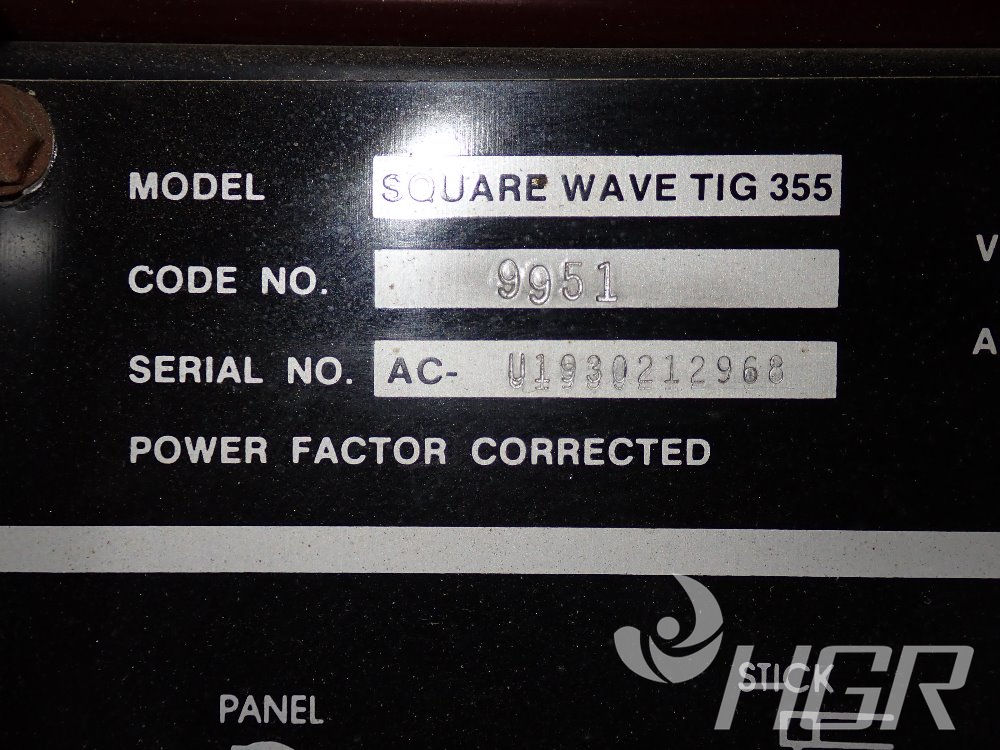 MODEL SQUARE WAVE TIG 355
CODE NO. 9951
SERIAL NO. AC- U1930212968
POWER FACTOR CORRECTED
V
A
STICK
PANEL
HGR